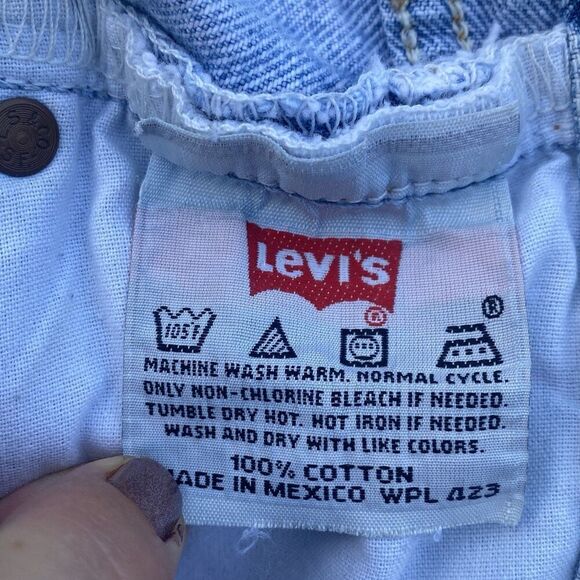 S & CO
S.F.
Levi's
®
®
105°F
MACHINE WASH WARM. NORMAL CYCLE.
ONLY NON-CHLORINE BLEACH IF NEEDED.
TUMBLE DRY HOT. HOT IRON IF NEEDED.
WASH AND DRY WITH LIKE COLORS.
100% COTTON
MADE IN MEXICO WPL 423